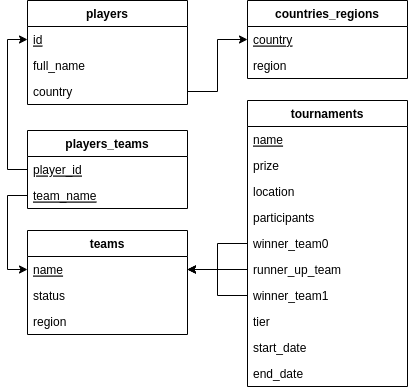 players
id
full_name
country
players_teams
player_id
team_name
teams
name
status
region
countries_regions
country
region
tournaments
name
prize
location
participants
winner_team0
runner_up_team
winner_team1
tier
start_date
end_date